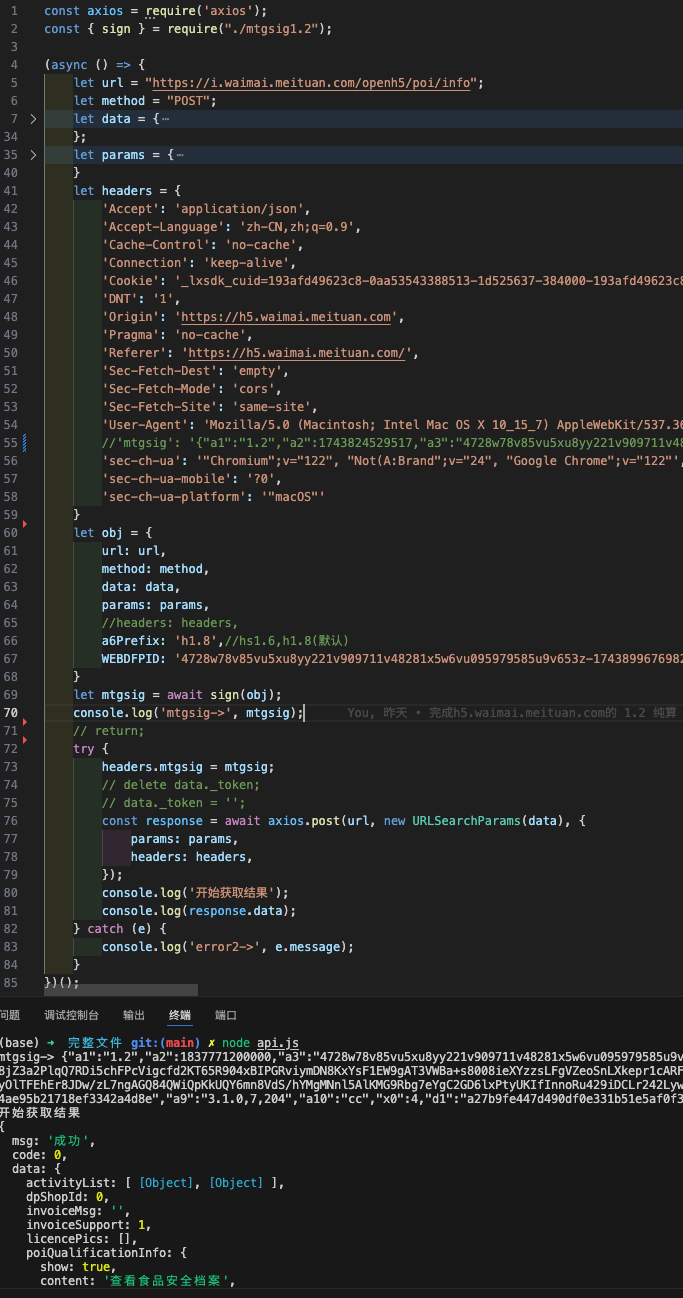 1 const axios = require('axios');
2 const { sign } = require("./mtgsig1.2");
3
4 (async () => {
5 let url = "https://i.waimai.meituan.com/openh5/poi/info";
6 let method = "POST";
7 let data = {⋯
34 };
35 let params = {⋯
40 }
41 let headers = {
42 'Accept': 'application/json',
43 'Accept-Language': 'zh-CN,zh;q=0.9',
44 'Cache-Control': 'no-cache',
45 'Connection': 'keep-alive',
46 'Cookie': '_lxsdk_cuid=193afd49623c8-0aa53543388513-1d525637-384000-193afd49623c8
47 'DNT': '1',
48 'Origin': 'https://h5.waimai.meituan.com',
49 'Pragma': 'no-cache',
50 'Referer': 'https://h5.waimai.meituan.com/',
51 'Sec-Fetch-Dest': 'empty',
52 'Sec-Fetch-Mode': 'cors',
53 'Sec-Fetch-Site': 'same-site',
54 'User-Agent': 'Mozilla/5.0 (Macintosh; Intel Mac OS X 10_15_7) AppleWebKit/537.36
55 //'mtgsig': '{"a1":"1.2","a2":1743824529517,"a3":"4728w78v85vu5xu8yy221v909711v48
56 'sec-ch-ua': '"Chromium";v="122", "Not(A:Brand";v="24", "Google Chrome";v="122"',
57 'sec-ch-ua-mobile': '?0',
58 'sec-ch-ua-platform': '"macOS"'
59 }
60 let obj = {
61 url: url,
62 method: method,
63 data: data,
64 params: params,
65 //headers: headers,
66 a6Prefix: 'h1.8',//hs1.6,h1.8(默认)
67 WEBDFPID: '4728w78v85vu5xu8yy221v909711v48281x5w6vu095979585u9v653z-1743899676982
68 }
69 let mtgsig = await sign(obj);
70 console.log('mtgsig->', mtgsig); You, 昨天 • 完成h5.waimai.meituan.com的 1.2 纯算
71 // return;
72 try {
73 headers.mtgsig = mtgsig;
74 // delete data._token;
75 // data._token = '';
76 const response = await axios.post(url, new URLSearchParams(data), {
77 params: params,
78 headers: headers,
79 });
80 console.log('开始获取结果');
81 console.log(response.data);
82 } catch (e) {
83 console.log('error2->', e.message);
84 }
85 })();
问题 调试控制台 输出 终端 端口
(base) ➜ 完整文件 git:(main) ✗ node api.js
mtgsig-> {"a1":"1.2","a2":1837771200000,"a3":"4728w78v85vu5xu8yy221v909711v48281x5w6vu095979585u9v
8jZ3a2PlqQ7RDi5chFPcVigcfd2KT65R904xBIPGRviymDN8KxYsF1EW9gAT3VWBa+s8008ieXYzzsLFgVZeoSnLXkepr1cARF
yOlTFEhEr8JDw/zL7ngAGQ84QWiQpKkUQY6mn8VdS/hYMgMNnl5AlKMG9Rbg7eYgC2GD6lxPtyUKIfInnoRu429iDCLr242Lyw
4ae95b21718ef3342a4d8e","a9":"3.1.0,7,204","a10":"cc","x0":4,"d1":"a27b9fe447d490df0e331b51e5af0f3
开始获取结果
{
msg: '成功',
code: 0,
data: {
activityList: [ [Object], [Object] ],
dpShopId: 0,
invoiceMsg: '',
invoiceSupport: 1,
licencePics: [],
poiQualificationInfo: {
show: true,
content: '查看食品安全档案',